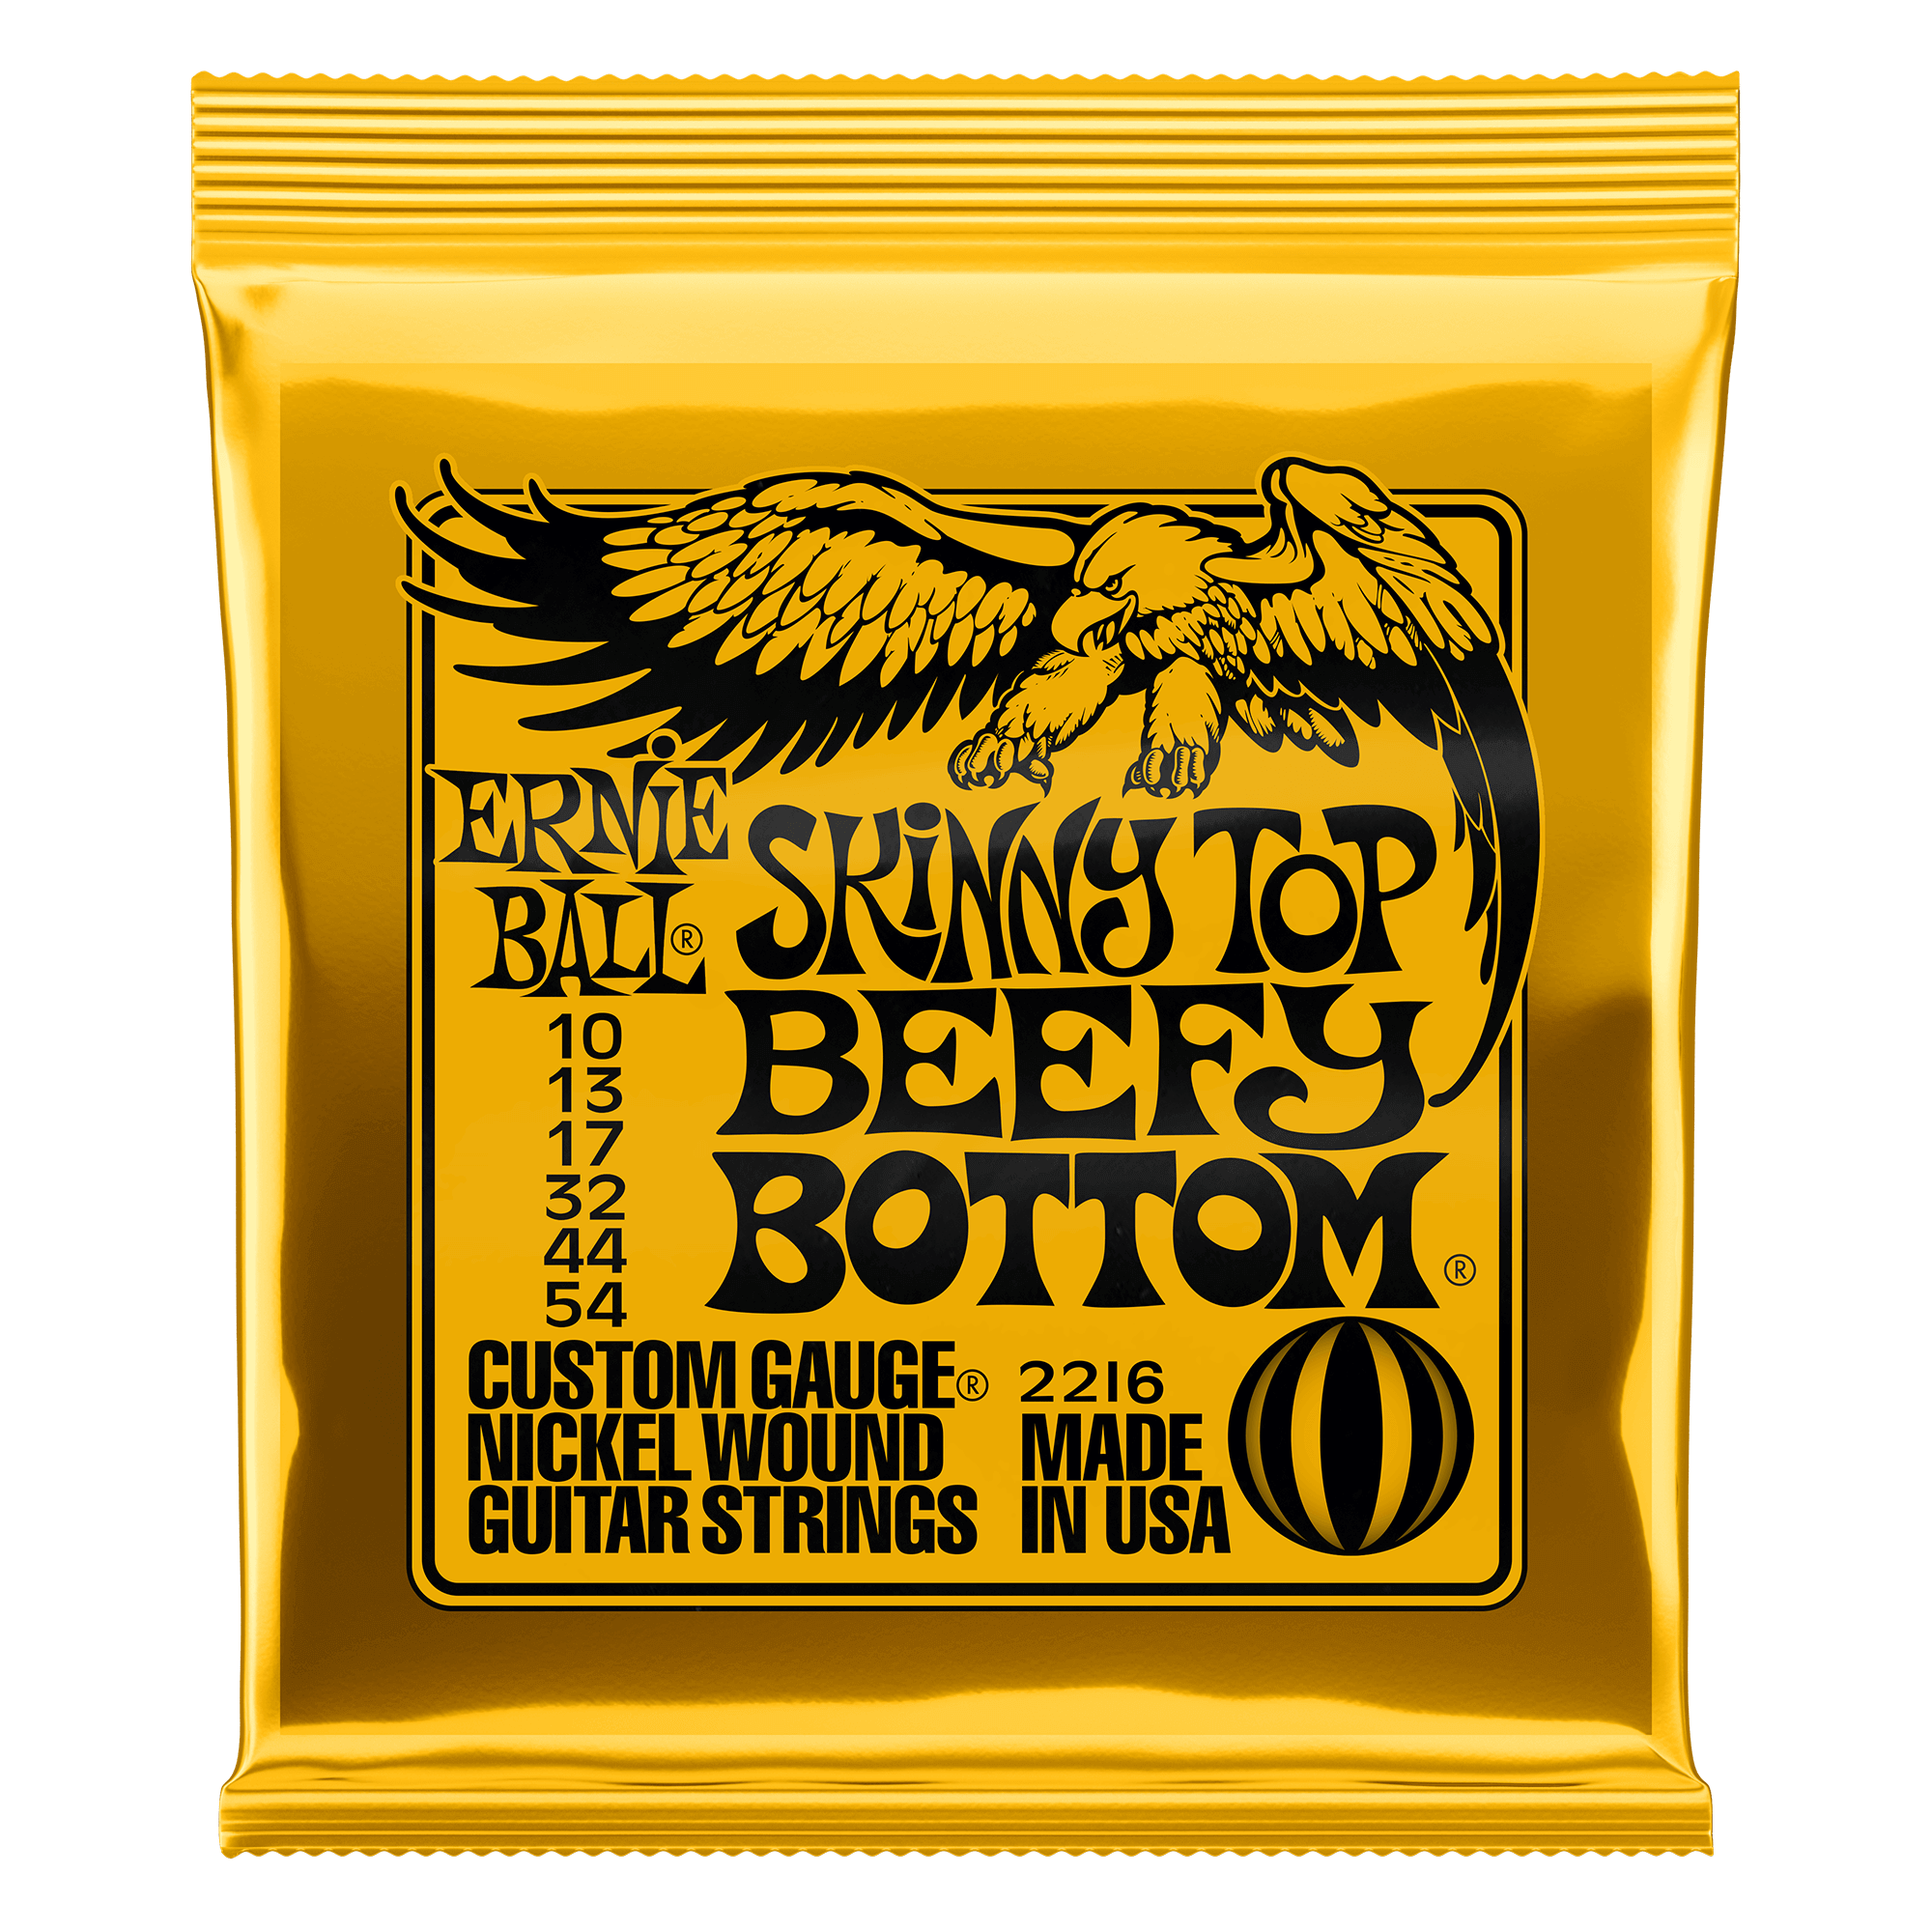 ERNiE
BALL®
SKiNNY TOP
BEEFY
BOTTOM®
10
13
17
32
44
54
CUSTOM GAUGE®
NICKEL WOUND
GUITAR STRINGS
2216
MADE
IN USA